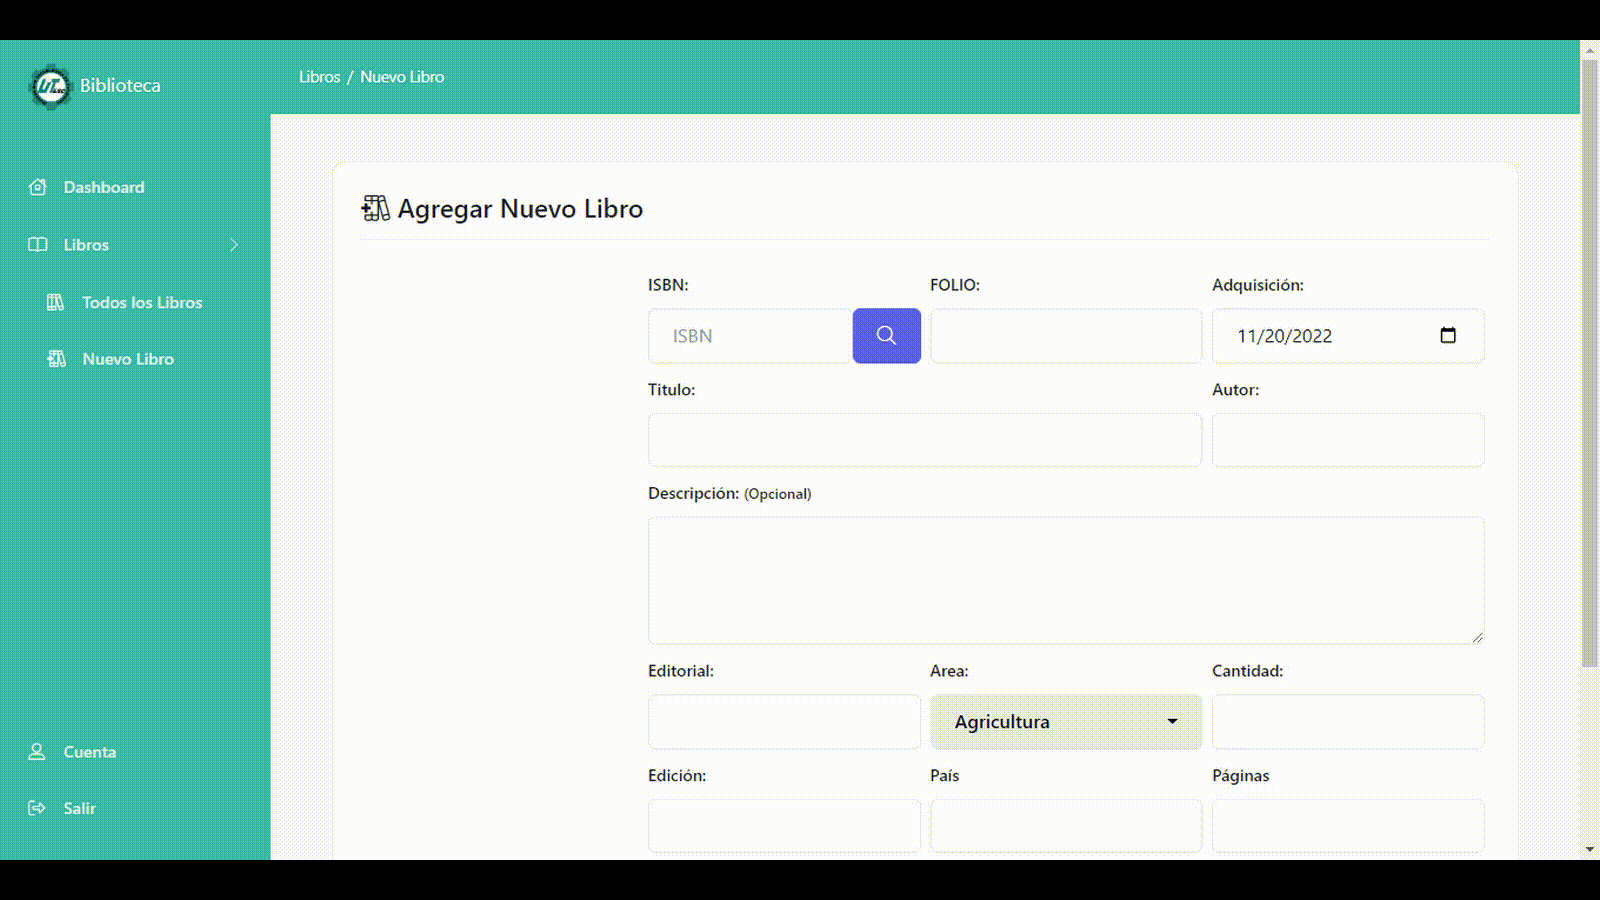 Biblioteca
Libros / Nuevo Libro
Dashboard
Libros
Todos los Libros
Nuevo Libro
Cuenta
Salir
Agregar Nuevo Libro
ISBN: FOLIO: Adquisición:
ISBN 11/20/2022
Titulo: Autor:
Descripción: (Opcional)
Editorial: Area: Cantidad:
Agricultura
Edición: País Páginas